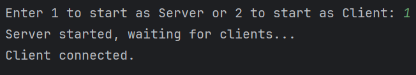 Enter 1 to start as Server or 2 to start as Client: 1
Server started, waiting for clients...
Client connected.